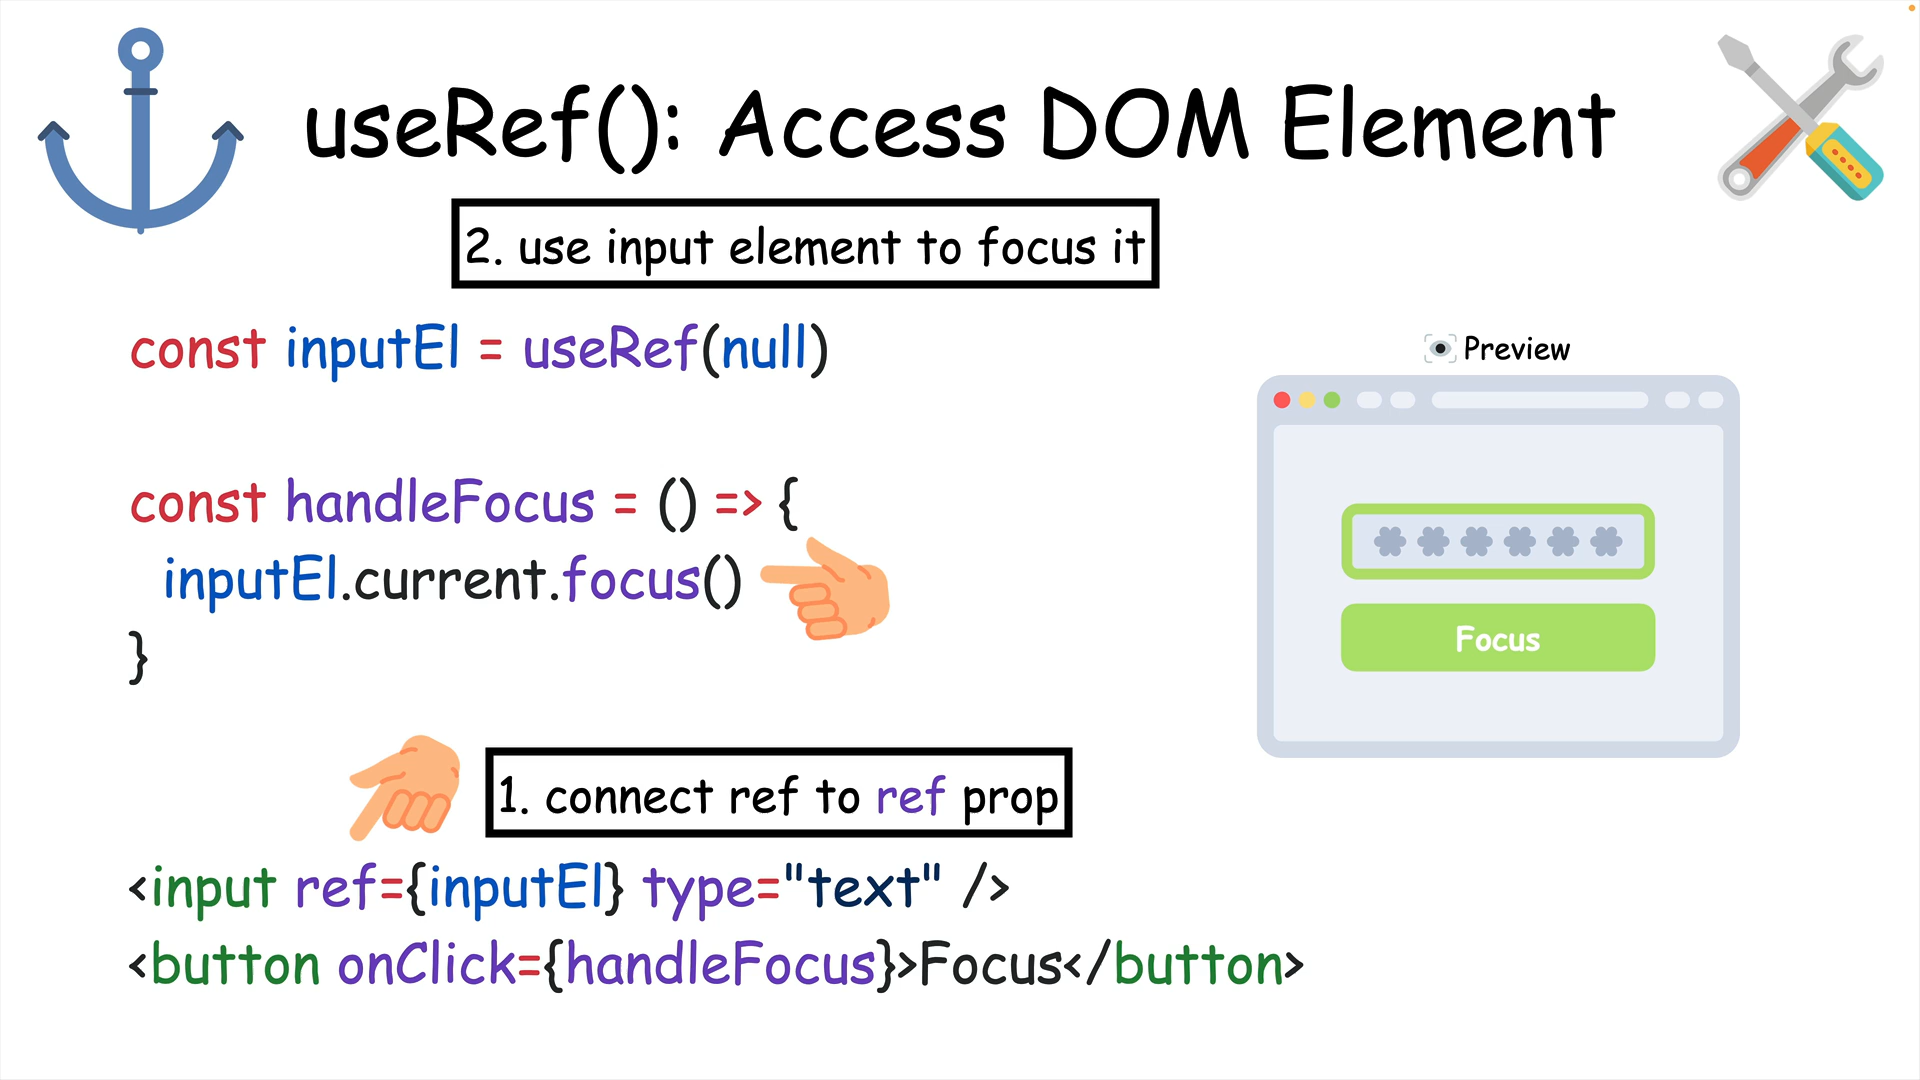 useRef(): Access DOM Element
2. use input element to focus it
const inputEl = useRef(null)
const handleFocus = () => {
inputEl.current.focus()
}
Preview
Focus
1. connect ref to ref prop
<input ref={inputEl} type="text" />
<button onClick={handleFocus}>Focus</button>